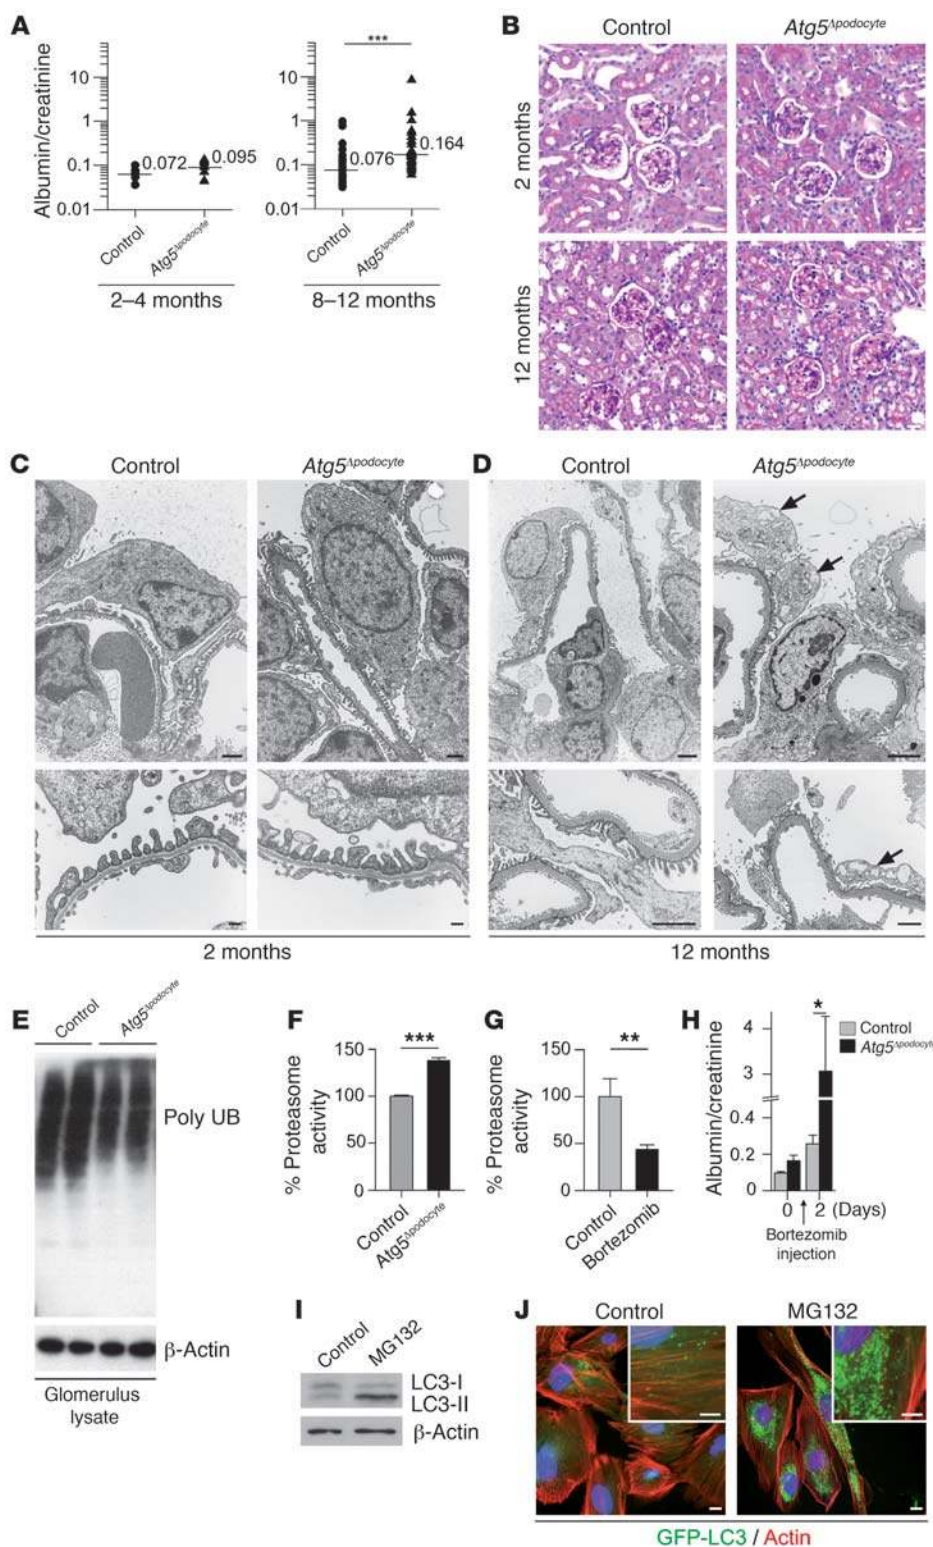 A
Albumin/creatinine
10
1
0.1
0.01
0.072
0.095
Control
Atg5Δpodocyte
2–4 months
***
10
1
0.1
0.01
0.076
0.164
Control
Atg5Δpodocyte
8–12 months
B
Control
Atg5Δpodocyte
2 months
12 months
C
Control
Atg5Δpodocyte
2 months
D
Control
Atg5Δpodocyte
12 months
E
Control
Atg5Δpodocyte
Poly UB
β-Actin
Glomerulus
lysate
F
% Proteasome
activity
150
100
50
0
***
Control
Atg5Δpodocyte
G
% Proteasome
activity
150
100
50
0
**
Control
Bortezomib
H
Albumin/creatinine
4
3
0.4
0.2
0
*
Control
Atg5Δpodocyte
0 2 (Days)
Bortezomib
injection
I
Control
MG132
LC3-I
LC3-II
β-Actin
J
Control
MG132
GFP-LC3 / Actin